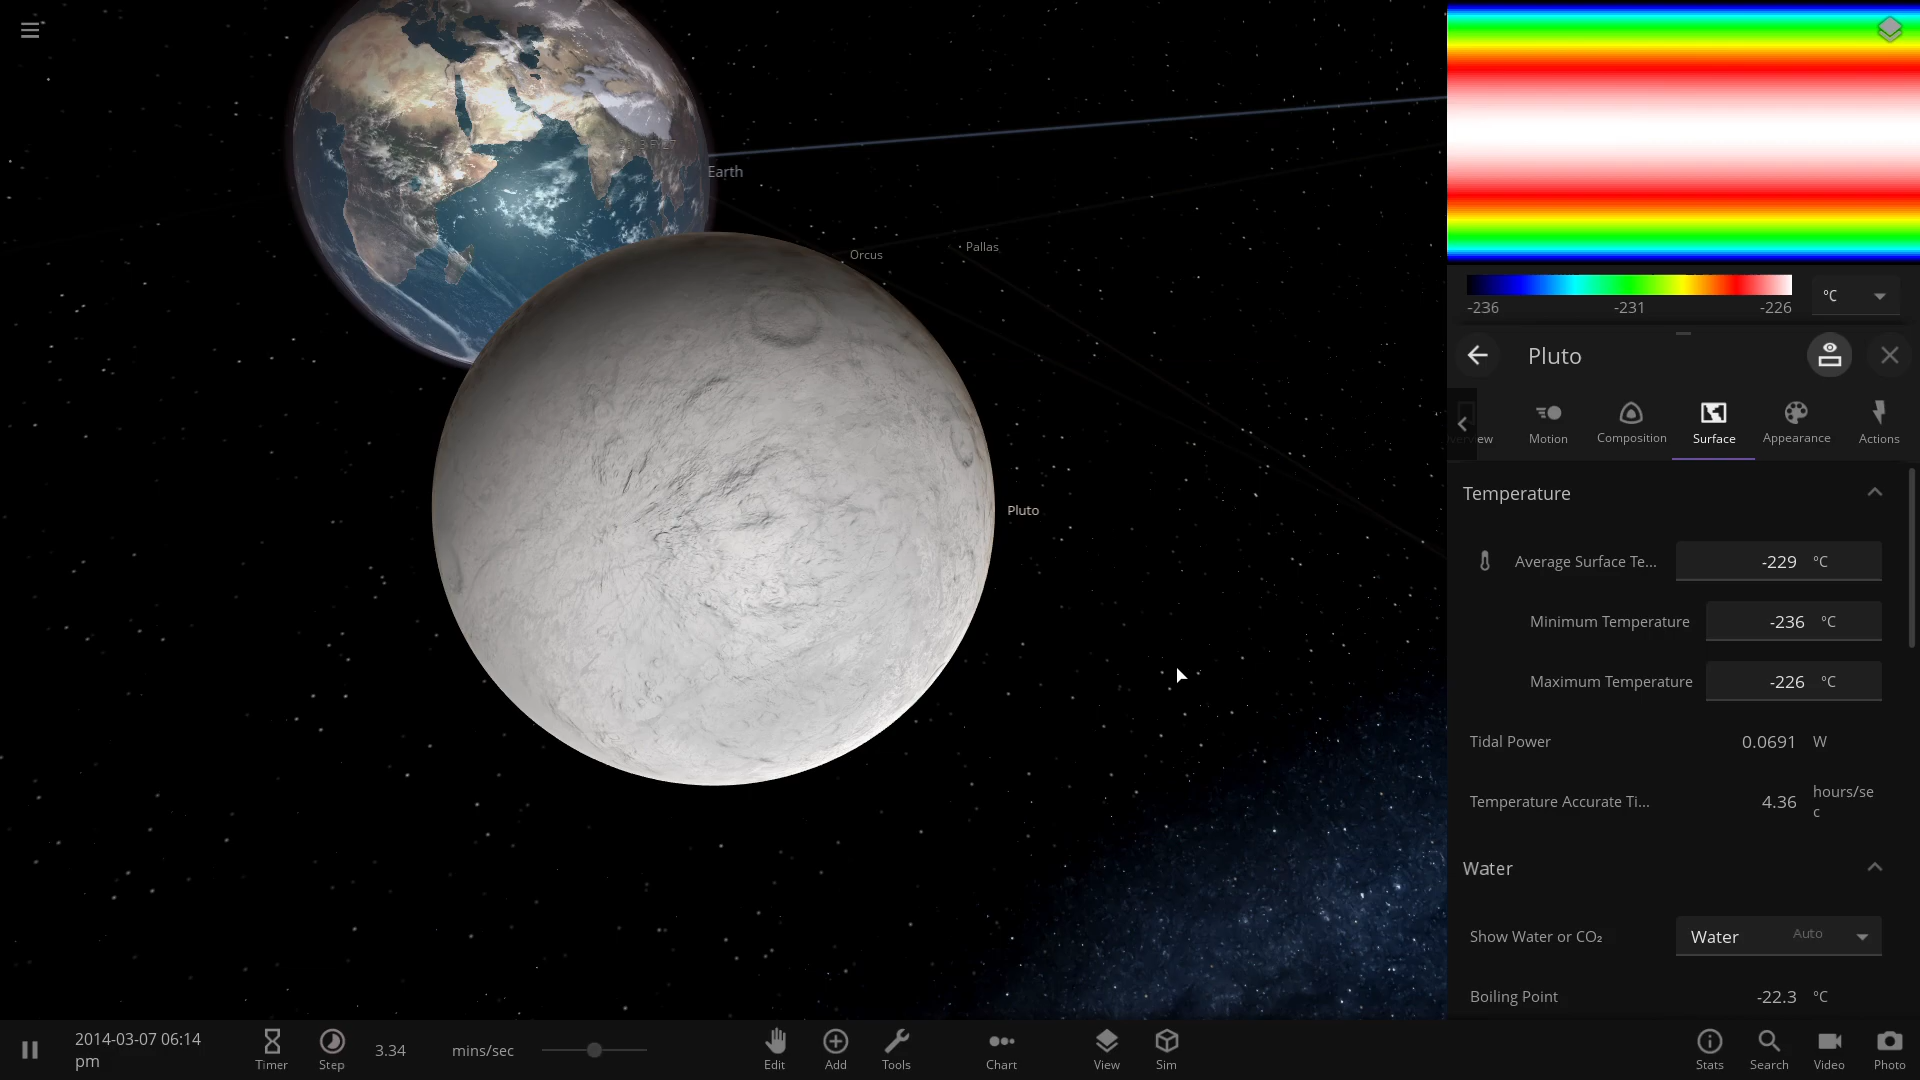 Earth
Orcus
Pallas
Pluto
-236 -231 -226
°C
Pluto
Motion
Composition
Surface
Appearance
Actions
Temperature
Average Surface Te... -229 °C
Minimum Temperature -236 °C
Maximum Temperature -226 °C
Tidal Power 0.0691 W
Temperature Accurate Ti... 4.36 hours/se
c
Water
Show Water or CO₂ Water Auto
Boiling Point -22.3 °C
2014-03-07 06:14
pm
Timer
Step
3.34 mins/sec
Edit
Add
Tools
Chart
View
Sim
Stats
Search
Video
Photo